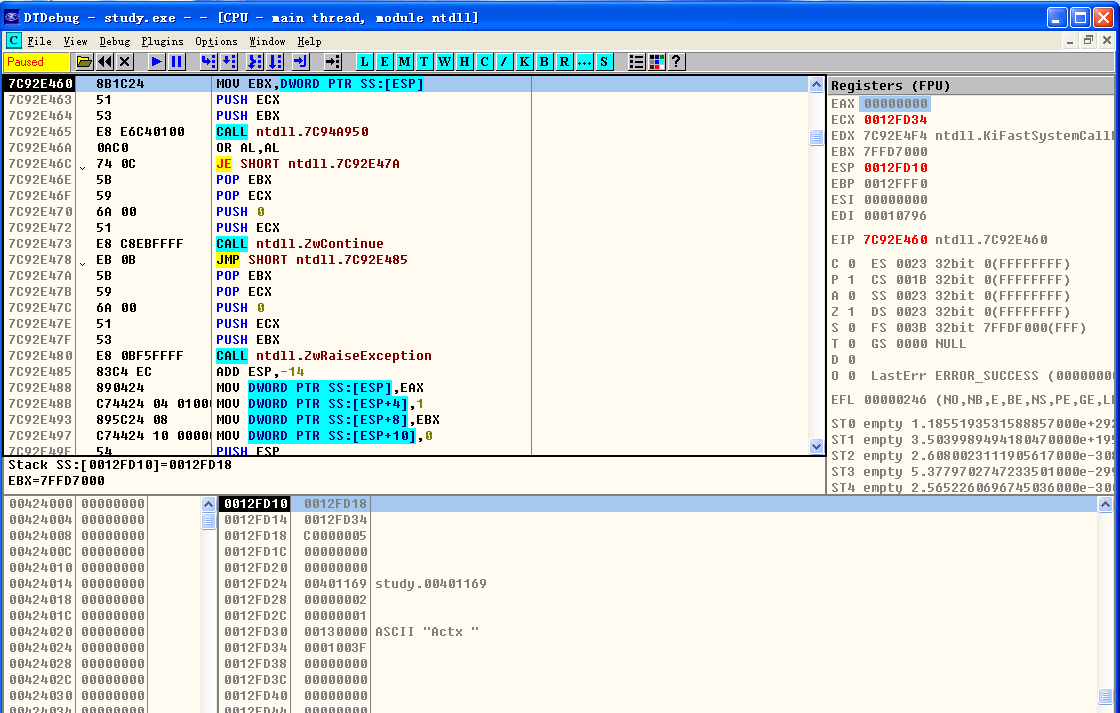 DTDebug - study.exe - - [CPU - main thread, module ntdll]
C File View Debug Plugins Options Window Help
Paused L E M T W H C / K B R ... S ?
7C92E460 8B1C24 MOV EBX,DWORD PTR SS:[ESP]
7C92E463 51 PUSH ECX
7C92E464 53 PUSH EBX
7C92E465 E8 E6C40100 CALL ntdll.7C94A950
7C92E46A 0AC0 OR AL,AL
7C92E46C 74 0C JE SHORT ntdll.7C92E47A
7C92E46E 5B POP EBX
7C92E46F 59 POP ECX
7C92E470 6A 00 PUSH 0
7C92E472 51 PUSH ECX
7C92E473 E8 C8EBFFFF CALL ntdll.ZwContinue
7C92E478 EB 0B JMP SHORT ntdll.7C92E485
7C92E47A 5B POP EBX
7C92E47B 59 POP ECX
7C92E47C 6A 00 PUSH 0
7C92E47E 51 PUSH ECX
7C92E47F 53 PUSH EBX
7C92E480 E8 0BF5FFFF CALL ntdll.ZwRaiseException
7C92E485 83C4 EC ADD ESP,-14
7C92E488 890424 MOV DWORD PTR SS:[ESP],EAX
7C92E48B C74424 04 0100 MOV DWORD PTR SS:[ESP+4],1
7C92E493 895C24 08 MOV DWORD PTR SS:[ESP+8],EBX
7C92E497 C74424 10 0000 MOV DWORD PTR SS:[ESP+10],0
7C92E49F 54 PUSH ESP
Stack SS:[0012FD10]=0012FD18
EBX=7FFD7000
Registers (FPU)
EAX 00000000
ECX 0012FD34
EDX 7C92E4F4 ntdll.KiFastSystemCall
EBX 7FFD7000
ESP 0012FD10
EBP 0012FFF0
ESI 00000000
EDI 00010796
EIP 7C92E460 ntdll.7C92E460
C 0 ES 0023 32bit 0(FFFFFFFF)
P 1 CS 001B 32bit 0(FFFFFFFF)
A 0 SS 0023 32bit 0(FFFFFFFF)
Z 1 DS 0023 32bit 0(FFFFFFFF)
S 0 FS 003B 32bit 7FFDF000(FFF)
T 0 GS 0000 NULL
D 0
O 0 LastErr ERROR_SUCCESS (0000000
EFL 00000246 (NO,NB,E,BE,NS,PE,GE,L
ST0 empty 1.1855193531588857000e+29
ST1 empty 3.5039989494180470000e+19
ST2 empty 2.6080023111905617000e-30
ST3 empty 5.3779702747233501000e-29
ST4 empty 2.5652260696745036000e-30
00424000 00000000
00424004 00000000
00424008 00000000
0042400C 00000000
00424010 00000000
00424014 00000000
00424018 00000000
0042401C 00000000
00424020 00000000
00424024 00000000
00424028 00000000
0042402C 00000000
00424030 00000000
00424034 00000000
0012FD10 0012FD18
0012FD14 0012FD34
0012FD18 C0000005
0012FD1C 00000000
0012FD20 00000000
0012FD24 00401169 study.00401169
0012FD28 00000002
0012FD2C 00000001
0012FD30 00130000 ASCII "Actx "
0012FD34 0001003F
0012FD38 00000000
0012FD3C 00000000
0012FD40 00000000
0012FD44 00000000